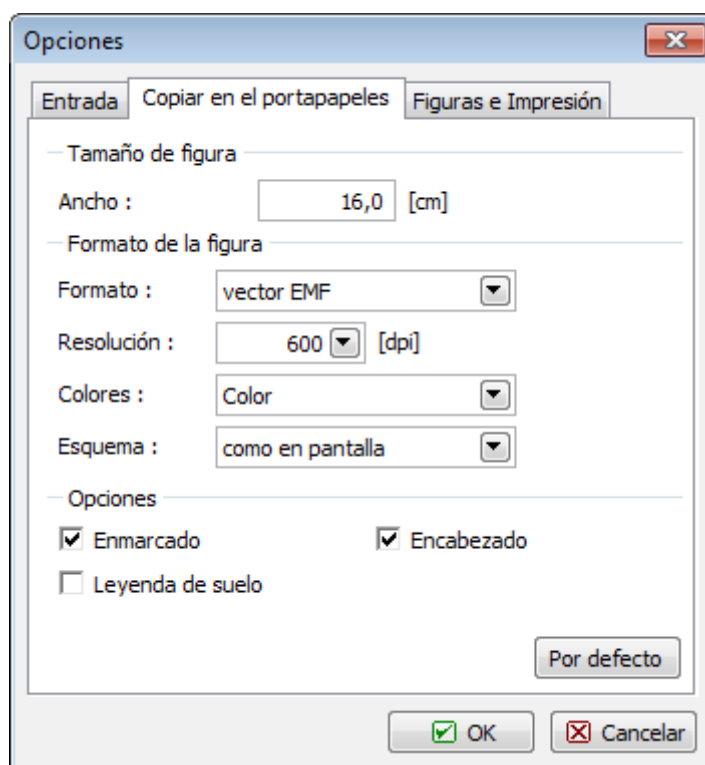 Opciones
Entrada Copiar en el portapapeles Figuras e Impresión
Tamaño de figura
Ancho : 16,0 [cm]
Formato de la figura
Formato : vector EMF
Resolución : 600 [dpi]
Colores : Color
Esquema : como en pantalla
Opciones
Enmarcado Encabezado
Leyenda de suelo
Por defecto
OK Cancelar